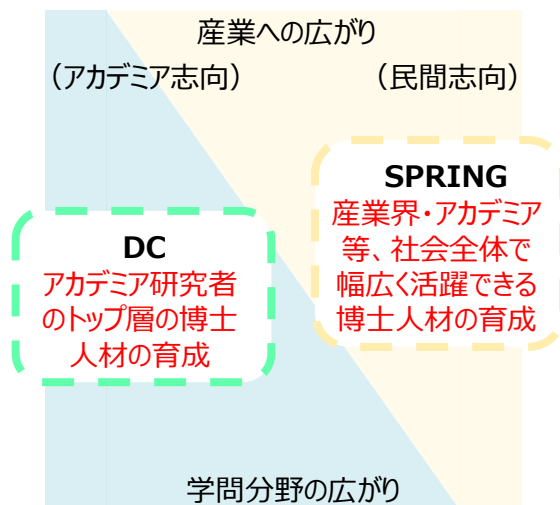 産業への広がり
（アカデミア志向）
（民間志向）
SPRING
産業界・アカデミア
等、社会全体で
幅広く活躍できる
博士人材の育成
DC
アカデミア研究者
のトップ層の博士
人材の育成
学問分野の広がり